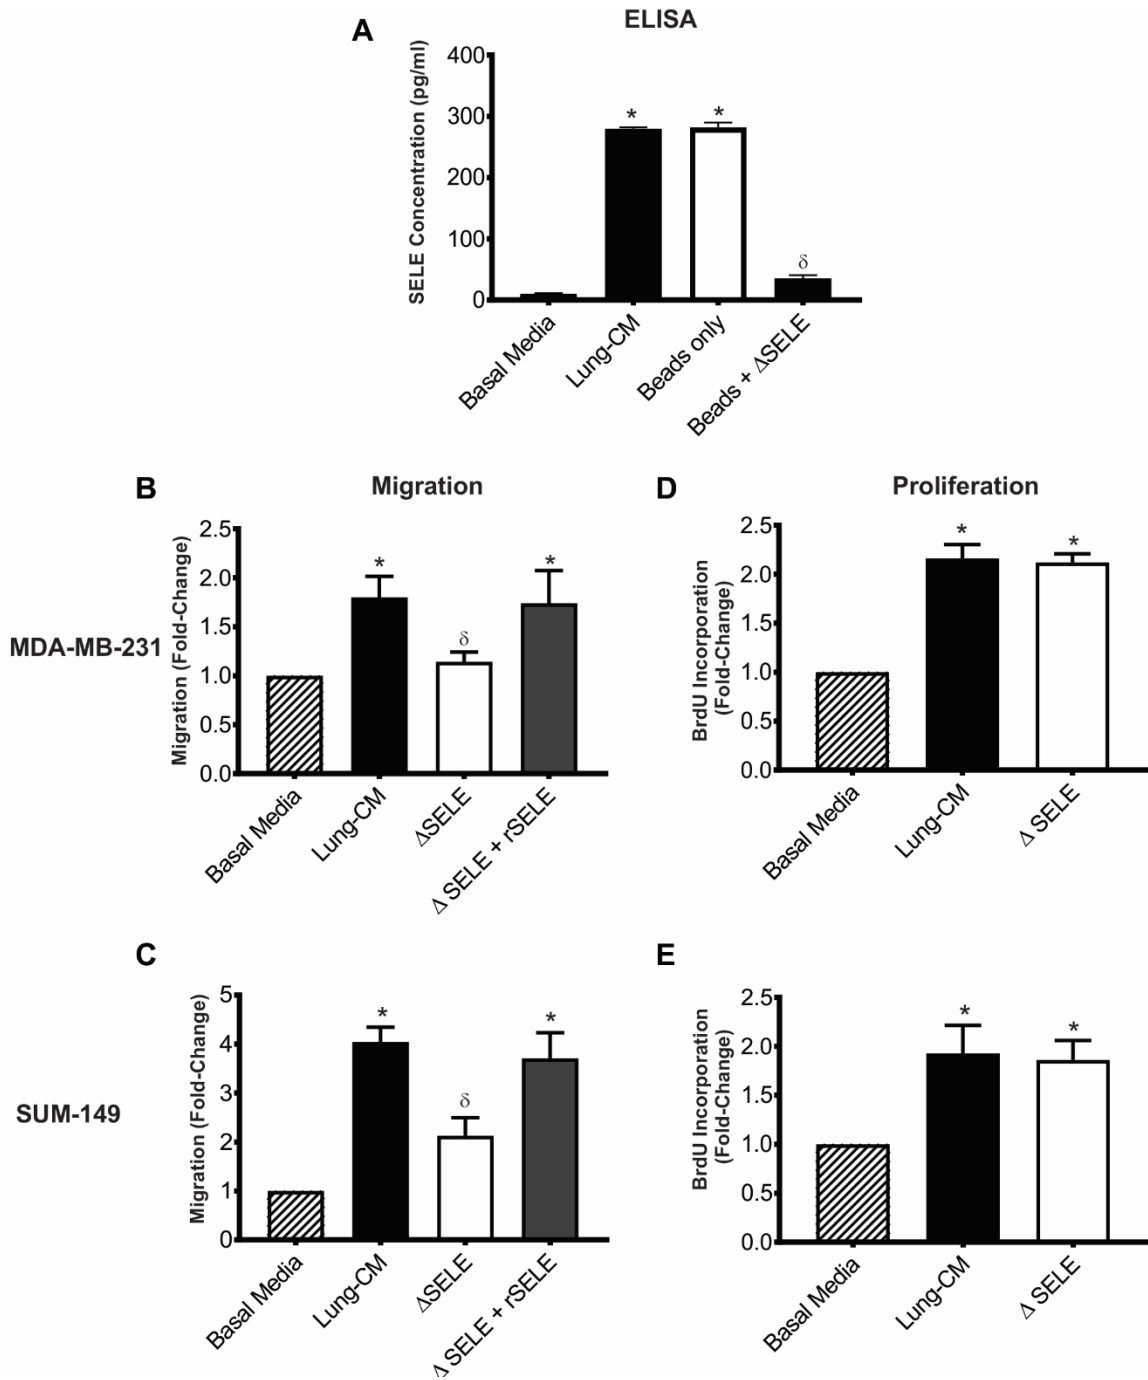 A
ELISA
SELE Concentration (pg/ml)
400
300
200
100
0
*
*
δ
Basal Media
Lung-CM
Beads only
Beads + ΔSELE
MDA-MB-231
B
Migration
Migration (Fold-Change)
2.5
2.0
1.5
1.0
0.5
0.0
*
δ
*
Basal Media
Lung-CM
ΔSELE
Δ SELE + rSELE
D
Proliferation
BrdU Incorporation
(Fold-Change)
2.5
2.0
1.5
1.0
0.5
0.0
*
*
Basal Media
Lung-CM
Δ SELE
SUM-149
C
Migration (Fold-Change)
5
4
3
2
1
0
*
δ
*
Basal Media
Lung-CM
ΔSELE
Δ SELE + rSELE
E
BrdU Incorporation
(Fold-Change)
2.5
2.0
1.5
1.0
0.5
0.0
*
*
Basal Media
Lung-CM
Δ SELE